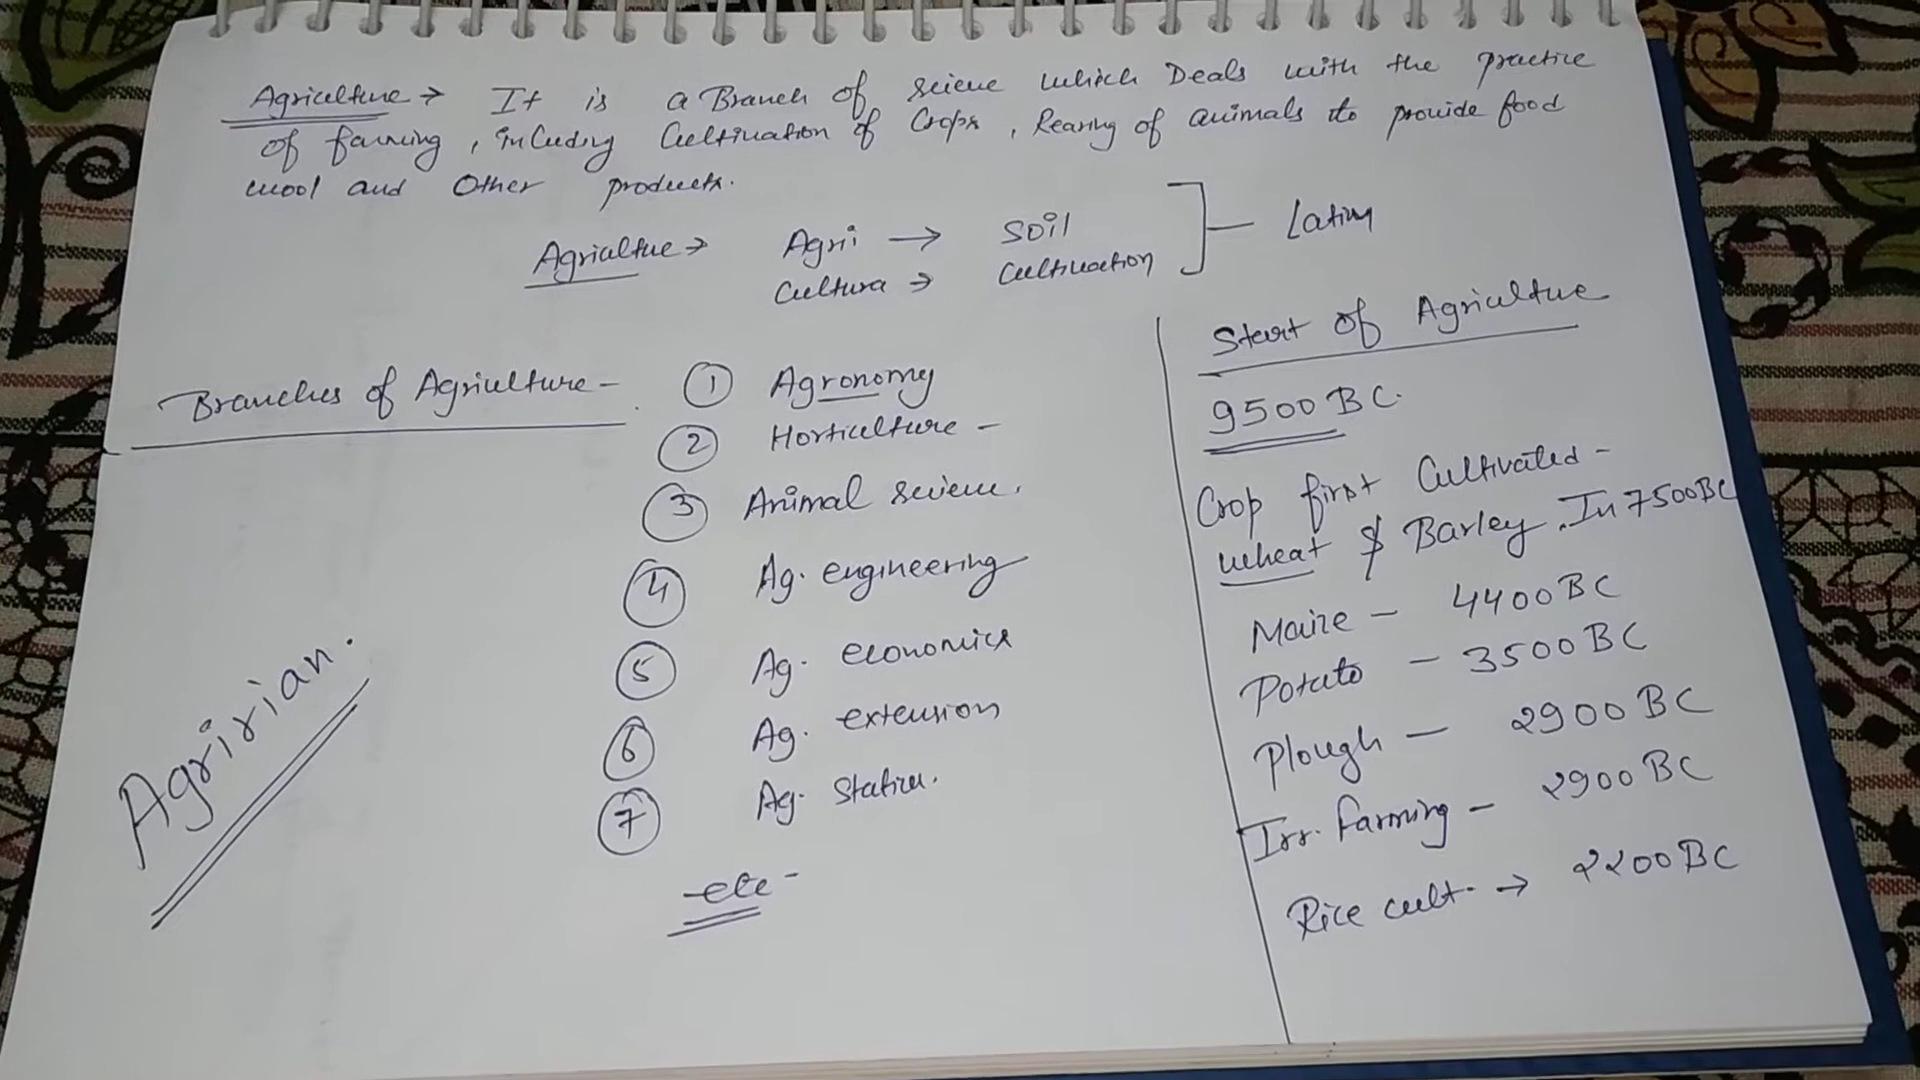 Agriculture → It is a Branch of science which Deals with the practice
of farming, including Cultivation of Crops, Rearing of animals to provide food
wool and Other products.
Agriculture → Agri → Soil
Cultura → Cultivation
] — Latin
Branches of Agriculture –
① Agronomy
② Horticulture –
③ Animal science.
④ Ag. engineering
⑤ Ag. economics
⑥ Ag. extension
⑦ Ag.
etc -
Agririan.
Start of Agriculture
9500 BC.
Crop first Cultivated –
wheat & Barley. In 7500 BC
Maize – 4400 BC
Potato – 3500 BC
Plough – 2900 BC
Irr. farming – 2900 BC
Rice cult. → 2200 BC